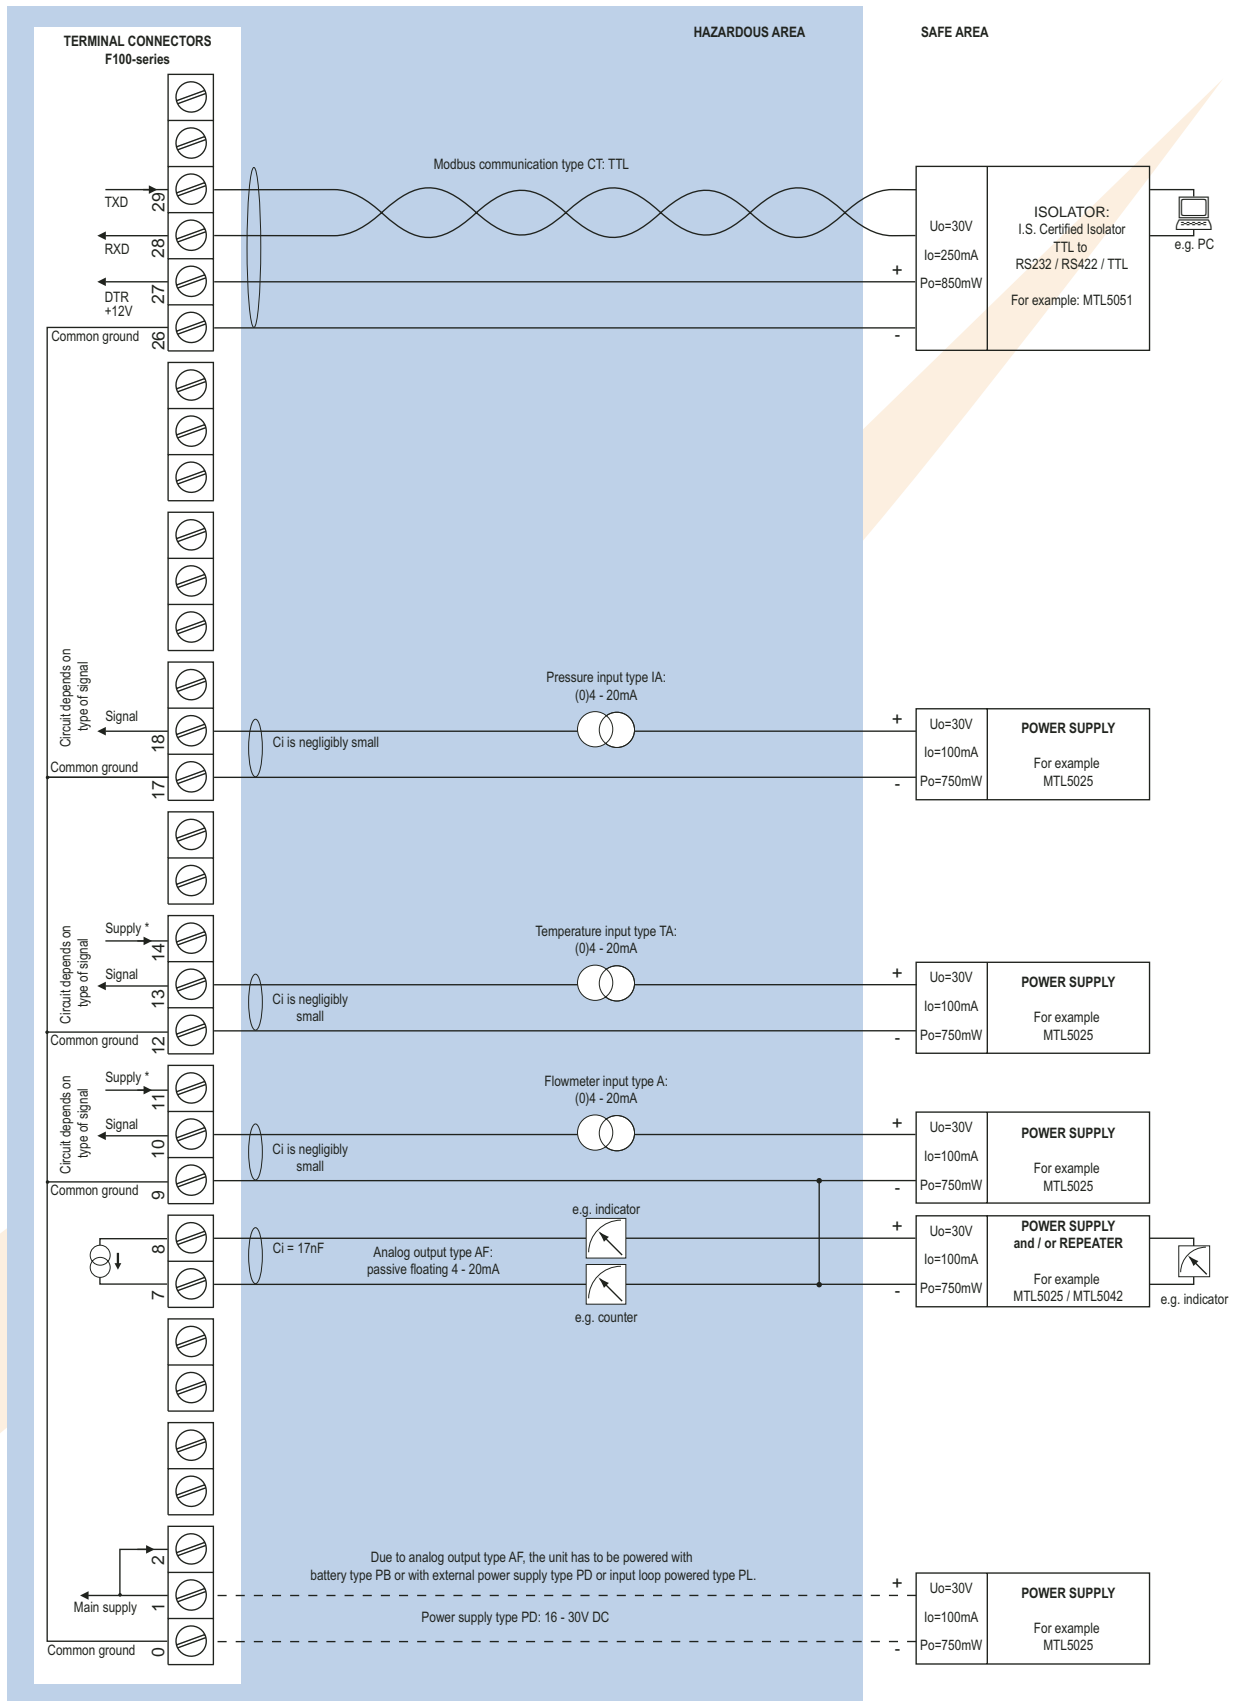 TERMINAL CONNECTORS
F100-series
HAZARDOUS AREA
SAFE AREA
Modbus communication type CT: TTL
TXD
29
RXD
28
DTR
+12V
27
Common ground
26
+
-
Uo=30V
Io=250mA
Po=850mW
ISOLATOR:
I.S. Certified Isolator
TTL to
RS232 / RS422 / TTL
For example: MTL5051
e.g. PC
Circuit depends on
type of signal
Signal
18
Common ground
17
Ci is negligibly small
Pressure input type IA:
(0)4 - 20mA
+
-
Uo=30V
Io=100mA
Po=750mW
POWER SUPPLY
For example
MTL5025
Circuit depends on
type of signal
Supply *
14
Signal
13
Common ground
12
Ci is negligibly
small
Temperature input type TA:
(0)4 - 20mA
+
-
Uo=30V
Io=100mA
Po=750mW
POWER SUPPLY
For example
MTL5025
Circuit depends on
type of signal
Supply *
11
Signal
10
Common ground
9
Ci is negligibly
small
Flowmeter input type A:
(0)4 - 20mA
+
-
Uo=30V
Io=100mA
Po=750mW
POWER SUPPLY
For example
MTL5025
8
7
Ci = 17nF
Analog output type AF:
passive floating 4 - 20mA
e.g. indicator
e.g. counter
+
-
Uo=30V
Io=100mA
Po=750mW
POWER SUPPLY
and / or REPEATER
For example
MTL5025 / MTL5042
e.g. indicator
2
Main supply
1
Common ground
0
Due to analog output type AF, the unit has to be powered with
battery type PB or with external power supply type PD or input loop powered type PL.
Power supply type PD: 16 - 30V DC
+
-
Uo=30V
Io=100mA
Po=750mW
POWER SUPPLY
For example
MTL5025